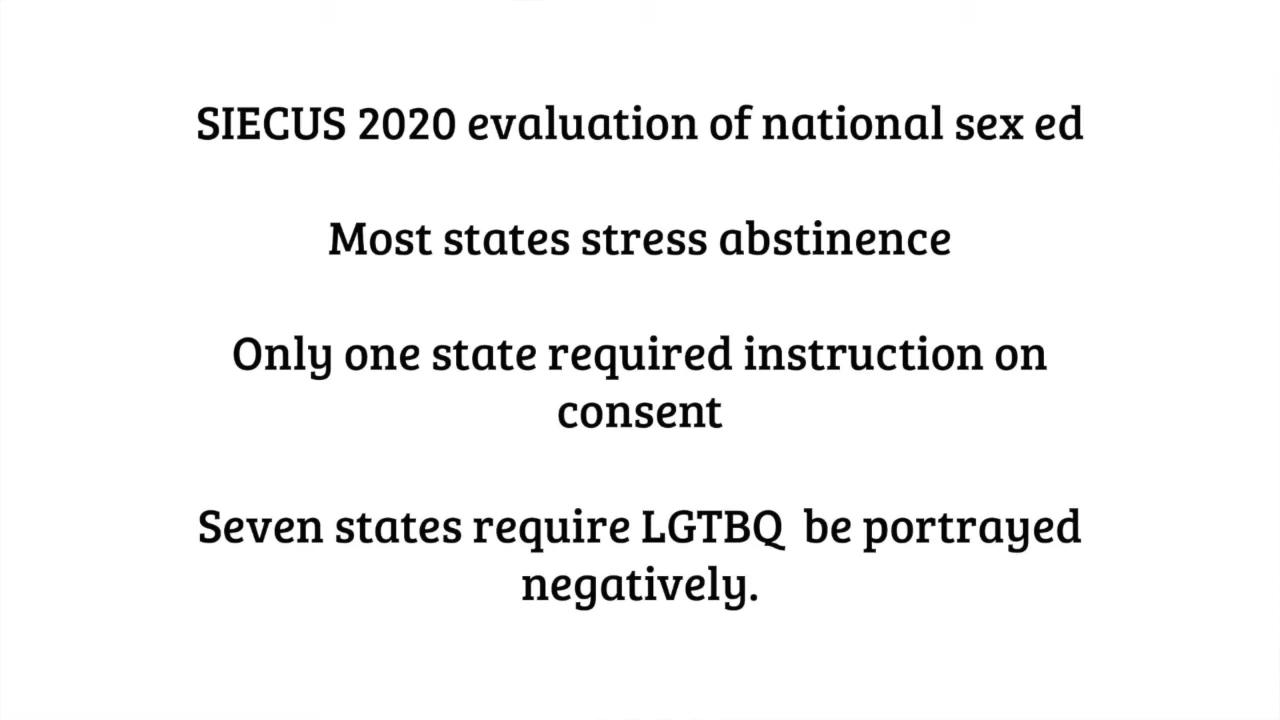 SIECUS 2020 evaluation of national sex ed
Most states stress abstinence
Only one state required instruction on
consent
Seven states require LGTBQ  be portrayed
negatively.